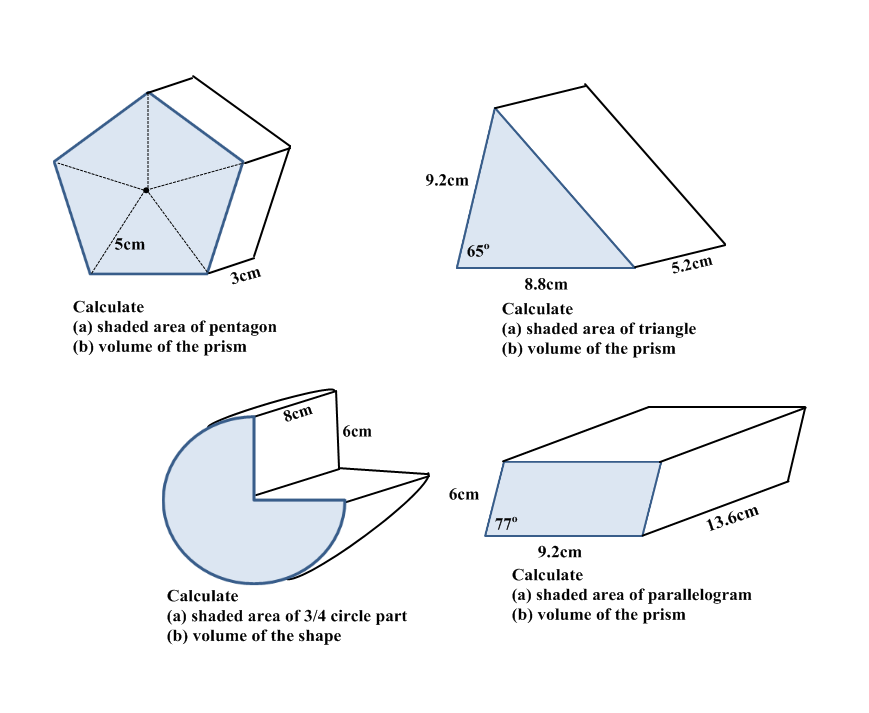 5cm
3cm
Calculate
(a) shaded area of pentagon
(b) volume of the prism
9.2cm
65º
5.2cm
8.8cm
Calculate
(a) shaded area of triangle
(b) volume of the prism
8cm
6cm
Calculate
(a) shaded area of 3/4 circle part
(b) volume of the shape
6cm
77º
13.6cm
9.2cm
Calculate
(a) shaded area of parallelogram
(b) volume of the prism